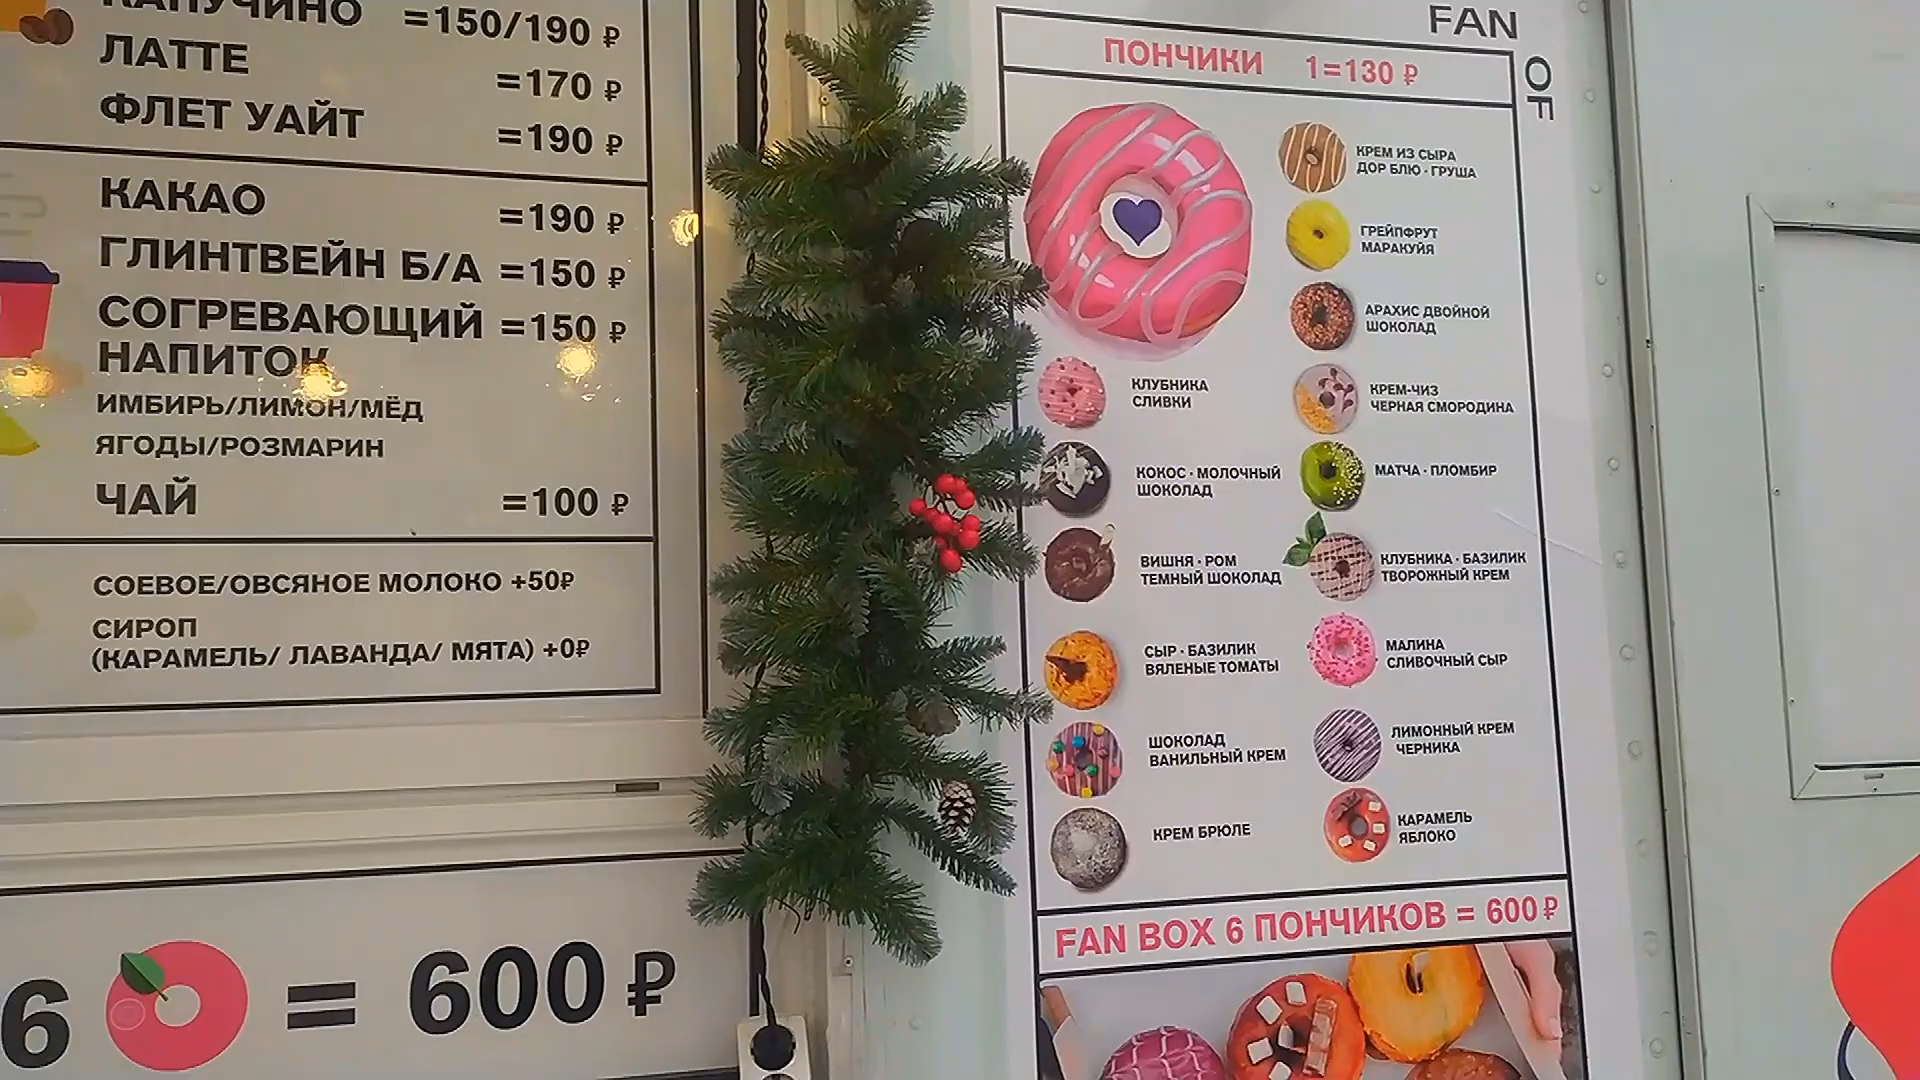 КАПУЧИНО =150/190 ₽
ЛАТТЕ =170 ₽
ФЛЕТ УАЙТ =190 ₽
КАКАО =190 ₽
ГЛИНТВЕЙН Б/А =150 ₽
СОГРЕВАЮЩИЙ =150 ₽
НАПИТОК
ИМБИРЬ/ЛИМОН/МЁД
ЯГОДЫ/РОЗМАРИН
ЧАЙ =100 ₽
СОЕВОЕ/ОВСЯНОЕ МОЛОКО +50₽
СИРОП
(КАРАМЕЛЬ/ ЛАВАНДА/ МЯТА) +0₽
6 = 600 ₽
FAN
OF
ПОНЧИКИ 1=130 ₽
КРЕМ ИЗ СЫРА
ДОР БЛЮ · ГРУША
ГРЕЙПФРУТ
МАРАКУЙЯ
АРАХИС ДВОЙНОЙ
ШОКОЛАД
КЛУБНИКА
СЛИВКИ
КРЕМ-ЧИЗ
ЧЕРНАЯ СМОРОДИНА
КОКОС · МОЛОЧНЫЙ
ШОКОЛАД
МАТЧА · ПЛОМБИР
ВИШНЯ · РОМ
ТЕМНЫЙ ШОКОЛАД
КЛУБНИКА · БАЗИЛИК
ТВОРОЖНЫЙ КРЕМ
СЫР · БАЗИЛИК
ВЯЛЕНЫЕ ТОМАТЫ
МАЛИНА
СЛИВОЧНЫЙ СЫР
ШОКОЛАД
ВАНИЛЬНЫЙ КРЕМ
ЛИМОННЫЙ КРЕМ
ЧЕРНИКА
КРЕМ БРЮЛЕ
КАРАМЕЛЬ
ЯБЛОКО
FAN BOX 6 ПОНЧИКОВ = 600₽